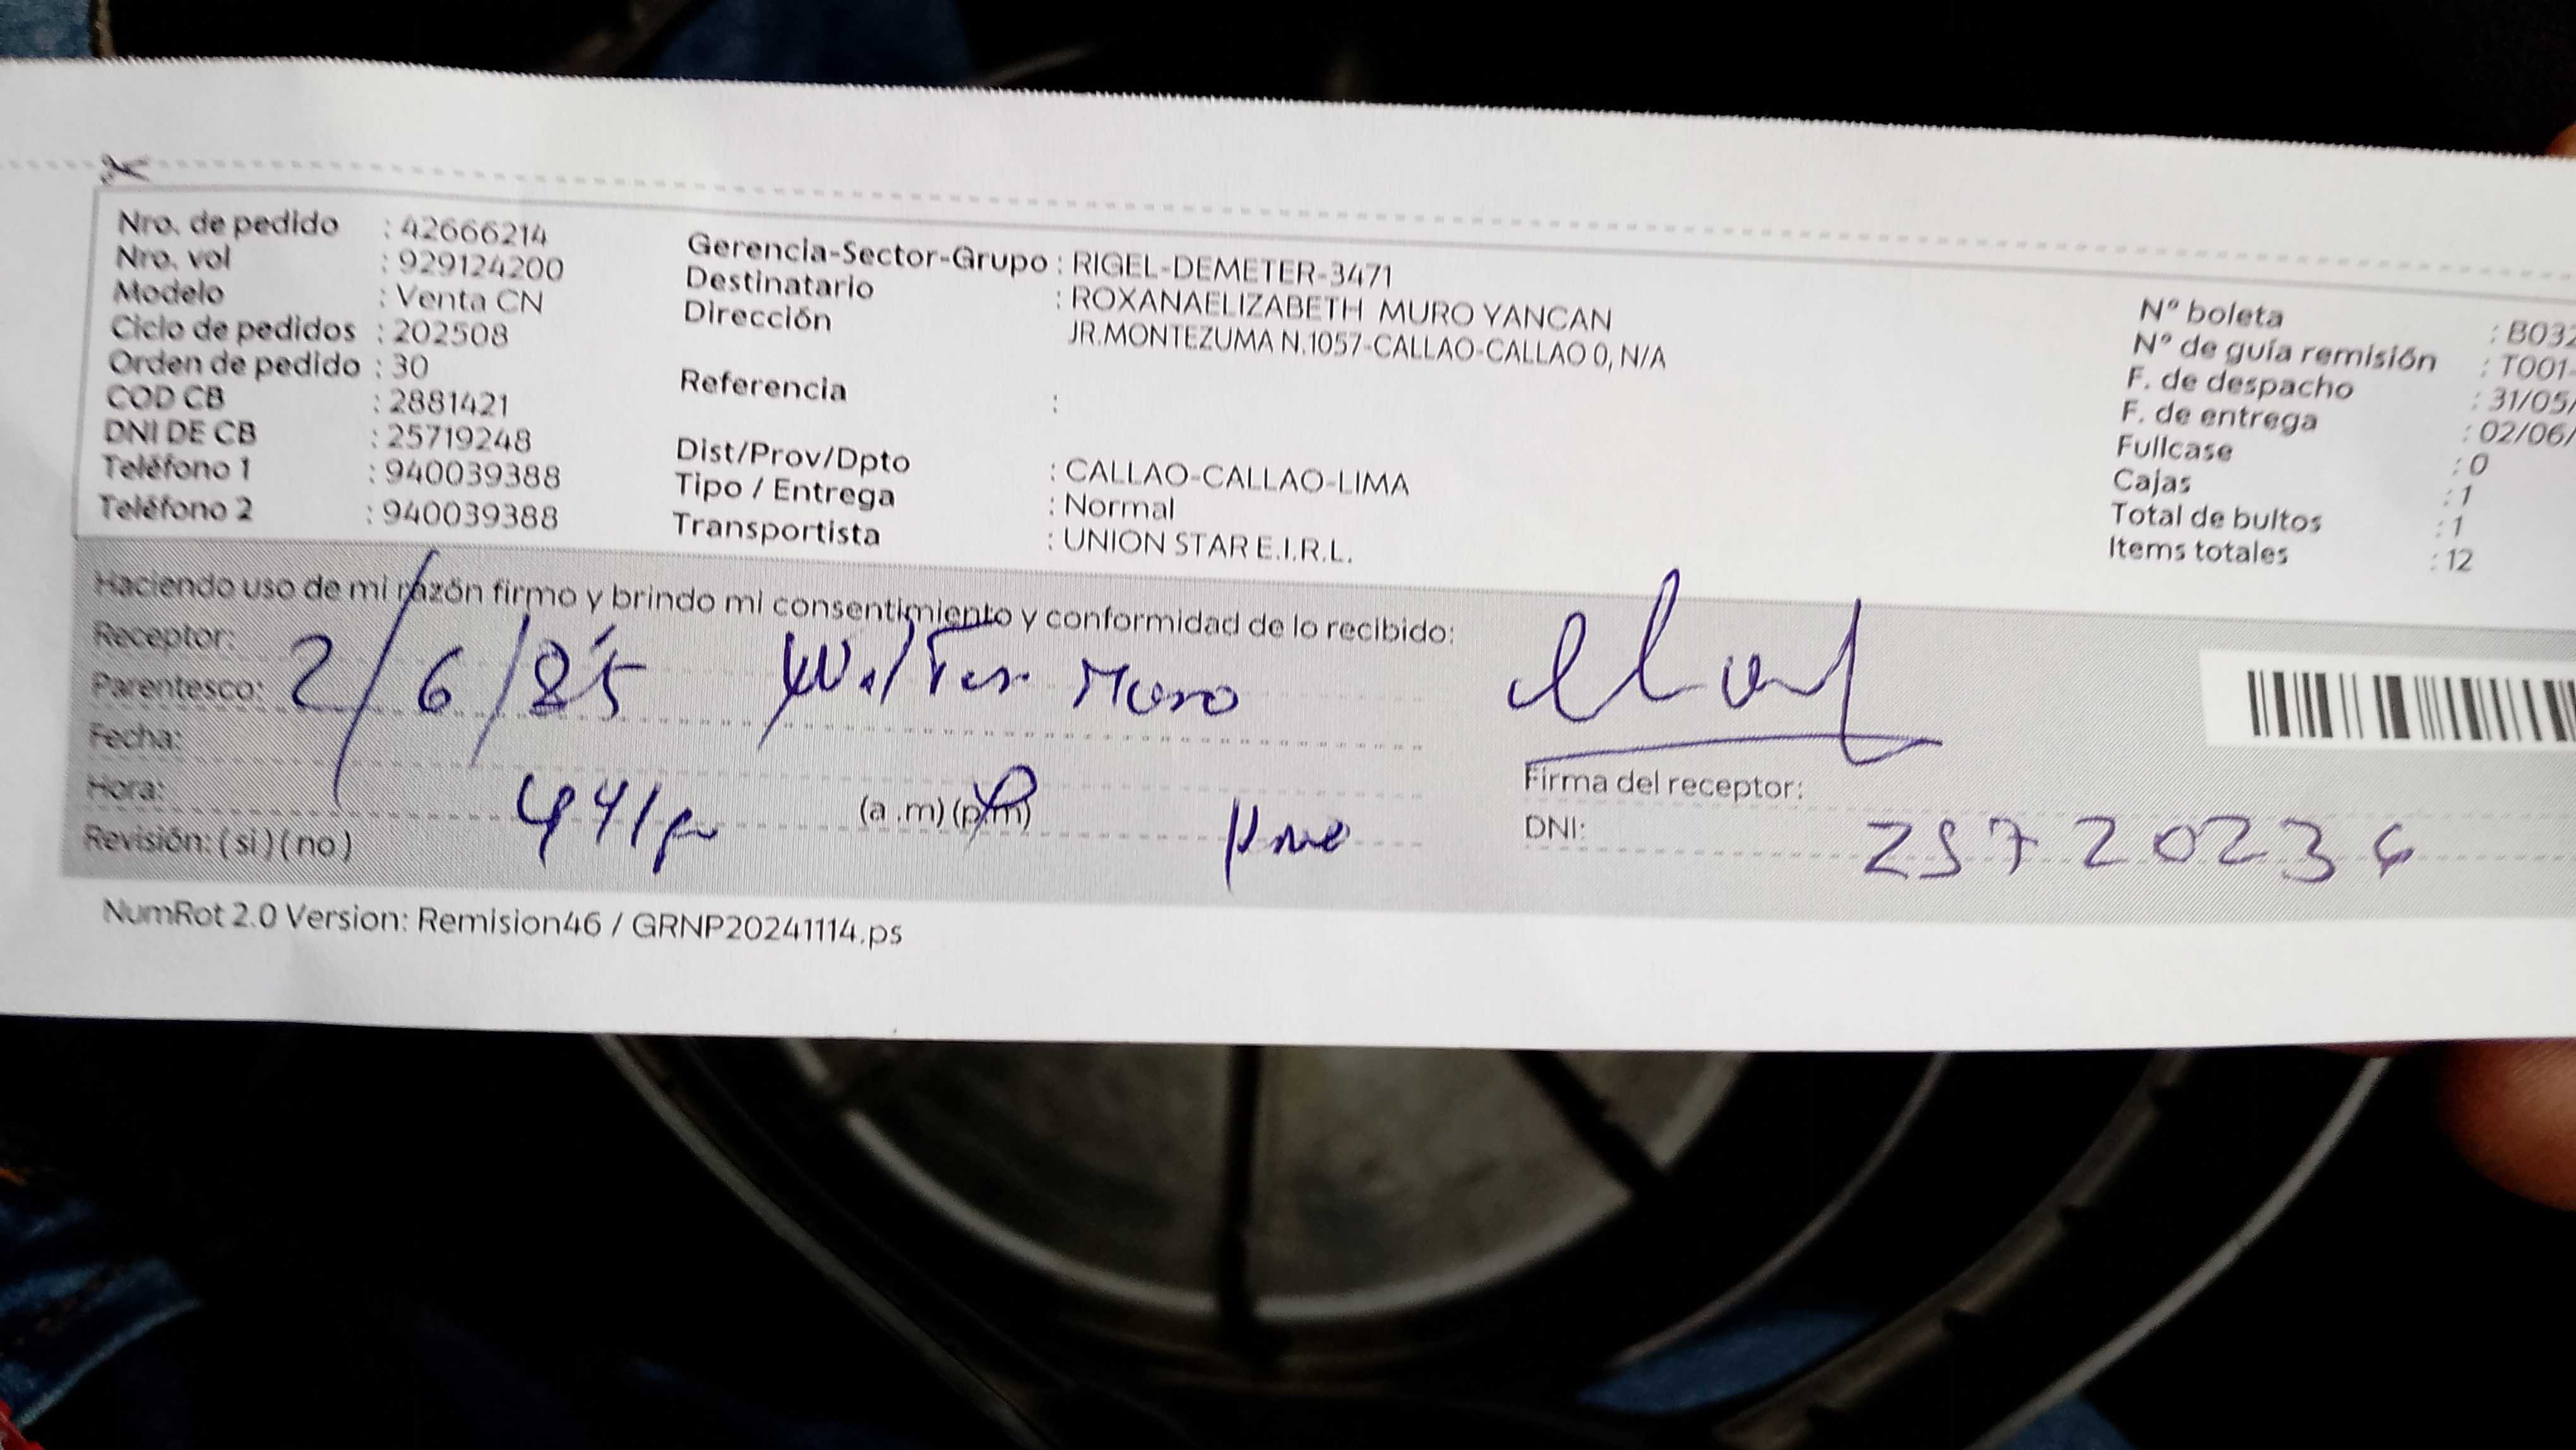 Nro. de pedido : 42666214
Nro. vol : 929124200
Modelo : Venta CN
Ciclo de pedidos : 202508
Orden de pedido : 30
COD CB : 2881421
DNI DE CB : 25719248
Teléfono 1 : 940039388
Teléfono 2 : 940039388
Gerencia-Sector-Grupo : RIGEL-DEMETER-3471
Destinatario : ROXANAELIZABETH MURO YANCAN
Dirección JR.MONTEZUMA N.1057-CALLAO-CALLAO 0, N/A
Referencia :
Dist/Prov/Dpto : CALLAO-CALLAO-LIMA
Tipo / Entrega : Normal
Transportista : UNION STAR E.I.R.L.
N° boleta : B032
N° de guía remisión : T001-
F. de despacho : 31/05/
F. de entrega : 02/06/
Fullcase : 0
Cajas : 1
Total de bultos : 1
Items totales : 12
Haciendo uso de mi razón firmo y brindo mi consentimiento y conformidad de lo recibido:
Receptor:
Parentesco: 2/6/25 Walter Muro
Fecha:
Hora: 441p (a .m) (p.m)
Revisión: (si) (no)
Firma del receptor:
DNI: 25720236
NumRot 2.0 Version: Remision46 / GRNP20241114.ps